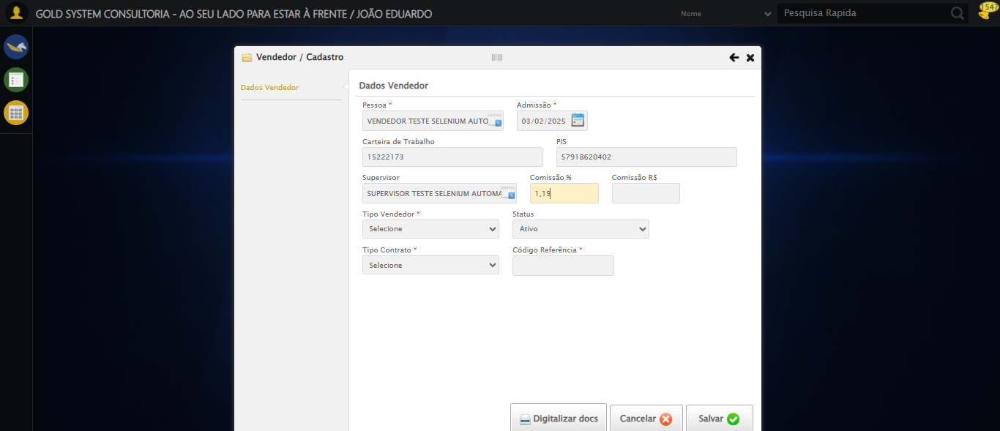 GOLD SYSTEM CONSULTORIA - AO SEU LADO PARA ESTAR À FRENTE / JOÃO EDUARDO
Nome
Pesquisa Rapida
1547
Vendedor / Cadastro
Dados Vendedor
Dados Vendedor
Pessoa *
Admissão *
VENDEDOR TESTE SELENIUM AUTO
03/02/2025
Carteira de Trabalho
PIS
15222173
57918620402
Supervisor
Comissão %
Comissão R$
SUPERVISOR TESTE SELENIUM AUTOMA
1,15
Tipo Vendedor *
Status
Selecione
Ativo
Tipo Contrato *
Código Referência *
Selecione
Digitalizar docs
Cancelar
Salvar